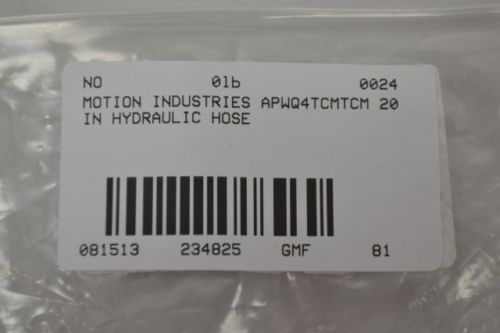 NO 01b 0024
MOTION INDUSTRIES APWQ4TCMTCM 20
IN HYDRAULIC HOSE
081513 234825 GMF 81